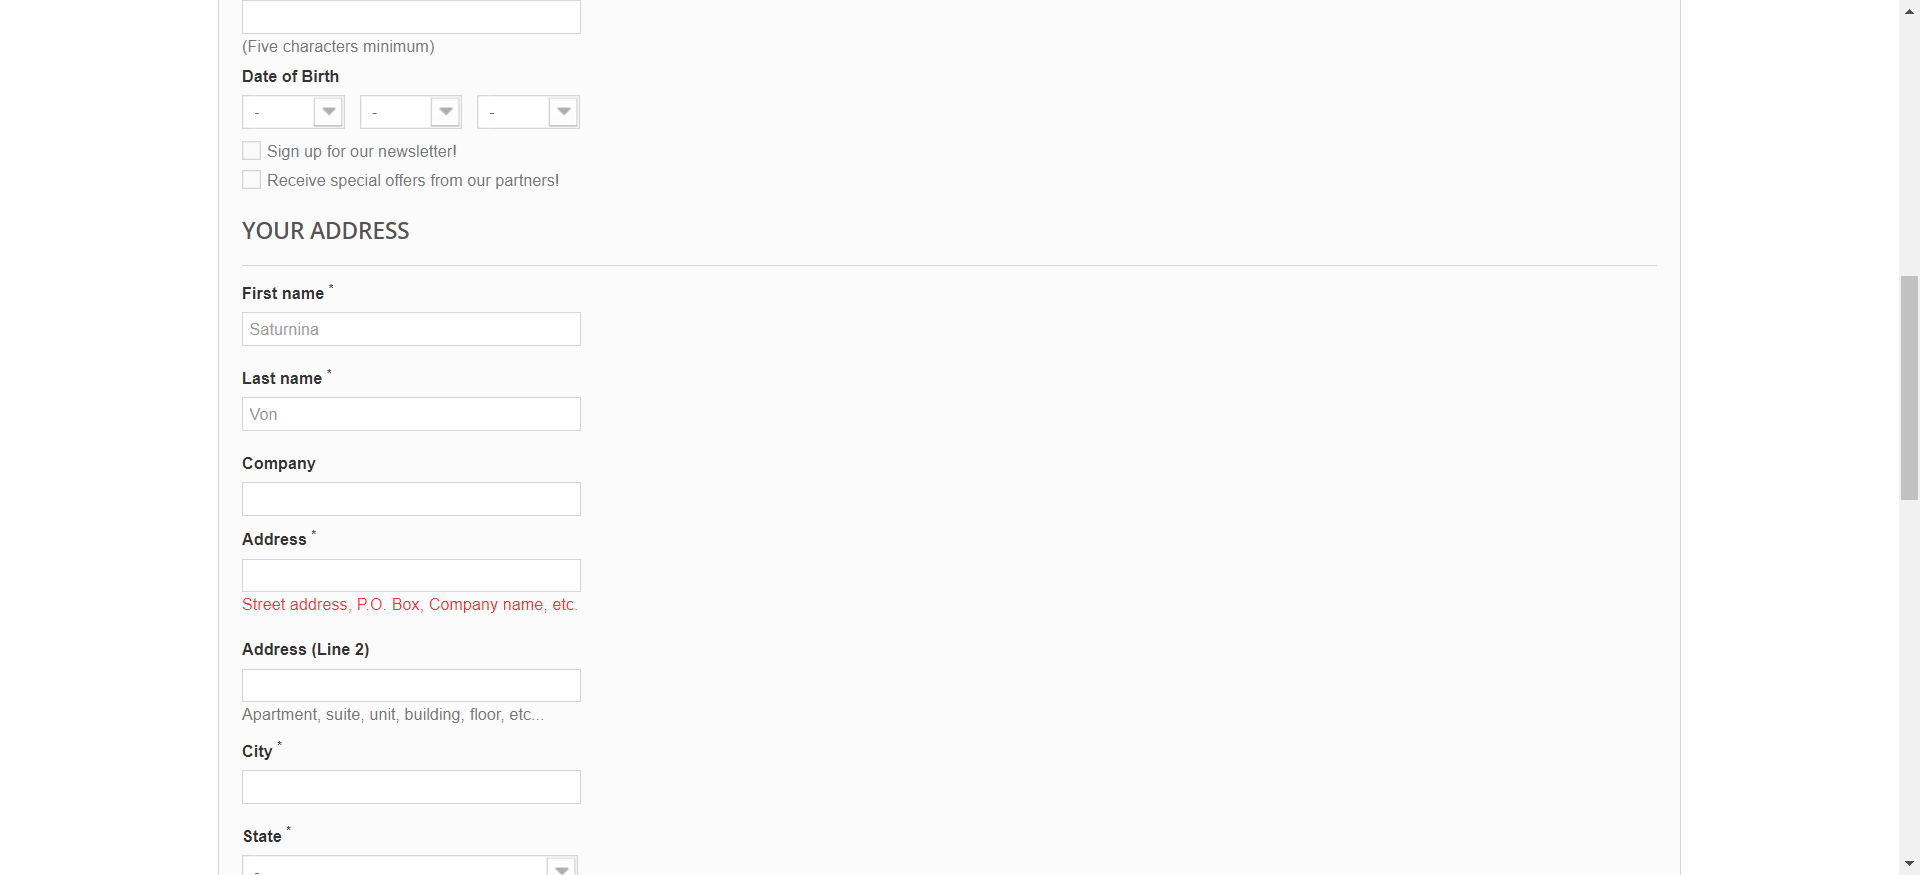 (Five characters minimum)
Date of Birth
- - -
Sign up for our newsletter!
Receive special offers from our partners!
YOUR ADDRESS
First name *
Saturnina
Last name *
Von
Company
Address *
Street address, P.O. Box, Company name, etc.
Address (Line 2)
Apartment, suite, unit, building, floor, etc...
City *
State *
-